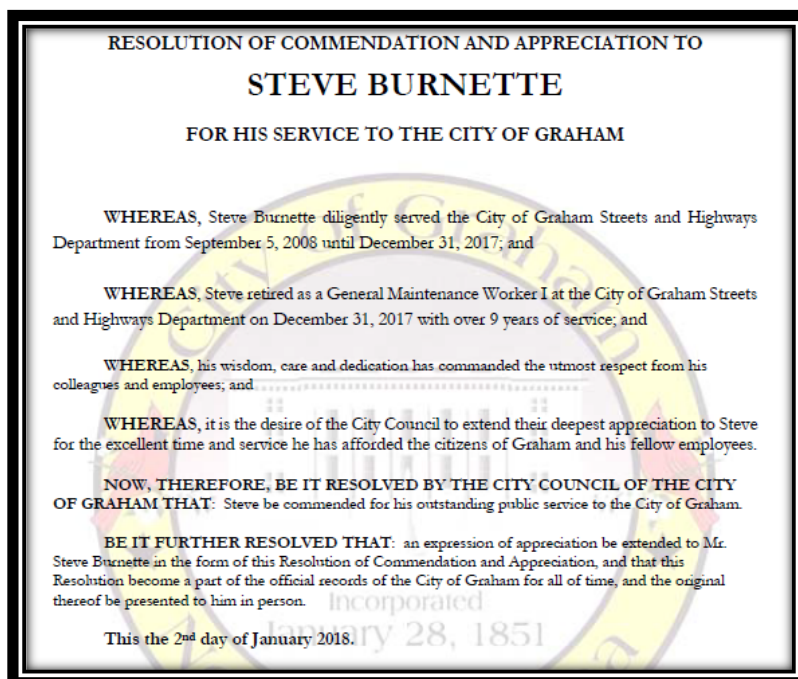 RESOLUTION OF COMMENDATION AND APPRECIATION TO
STEVE BURNETTE
FOR HIS SERVICE TO THE CITY OF GRAHAM
WHEREAS, Steve Burnette diligently served the City of Graham Streets and Highways
Department from September 5, 2008 until December 31, 2017; and
WHEREAS, Steve retired as a General Maintenance Worker I at the City of Graham Streets
and Highways Department on December 31, 2017 with over 9 years of service; and
WHEREAS, his wisdom, care and dedication has commanded the utmost respect from his
colleagues and employees; and
WHEREAS, it is the desire of the City Council to extend their deepest appreciation to Steve
for the excellent time and service he has afforded the citizens of Graham and his fellow employees.
NOW, THEREFORE, BE IT RESOLVED BY THE CITY COUNCIL OF THE CITY
OF GRAHAM THAT: Steve be commended for his outstanding public service to the City of Graham.
BE IT FURTHER RESOLVED THAT: an expression of appreciation be extended to Mr.
Steve Burnette in the form of this Resolution of Commendation and Appreciation, and that this
Resolution become a part of the official records of the City of Graham for all of time, and the original
thereof be presented to him in person.
This the 2nd day of January 2018.
City of Graham
Incorporated
January 28, 1851